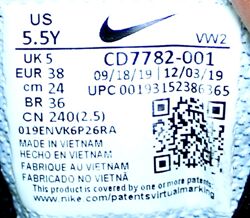 US VW2
5.5Y
UK 5 CD7782-001
EUR 38 09/18/19 12/03/19
cm 24 UPC 00193152386365
BR 36
CN 240(2.5)
019ENVK6P26RA
MADE IN VIETNAM
HECHO EN VIETNAM
FABRIQUÉ AU VIETNAM
FABRICADO NO VIETNÃ
This product is covered by one or more patents.
See https://www.nike.com/patentsvirtualmarking